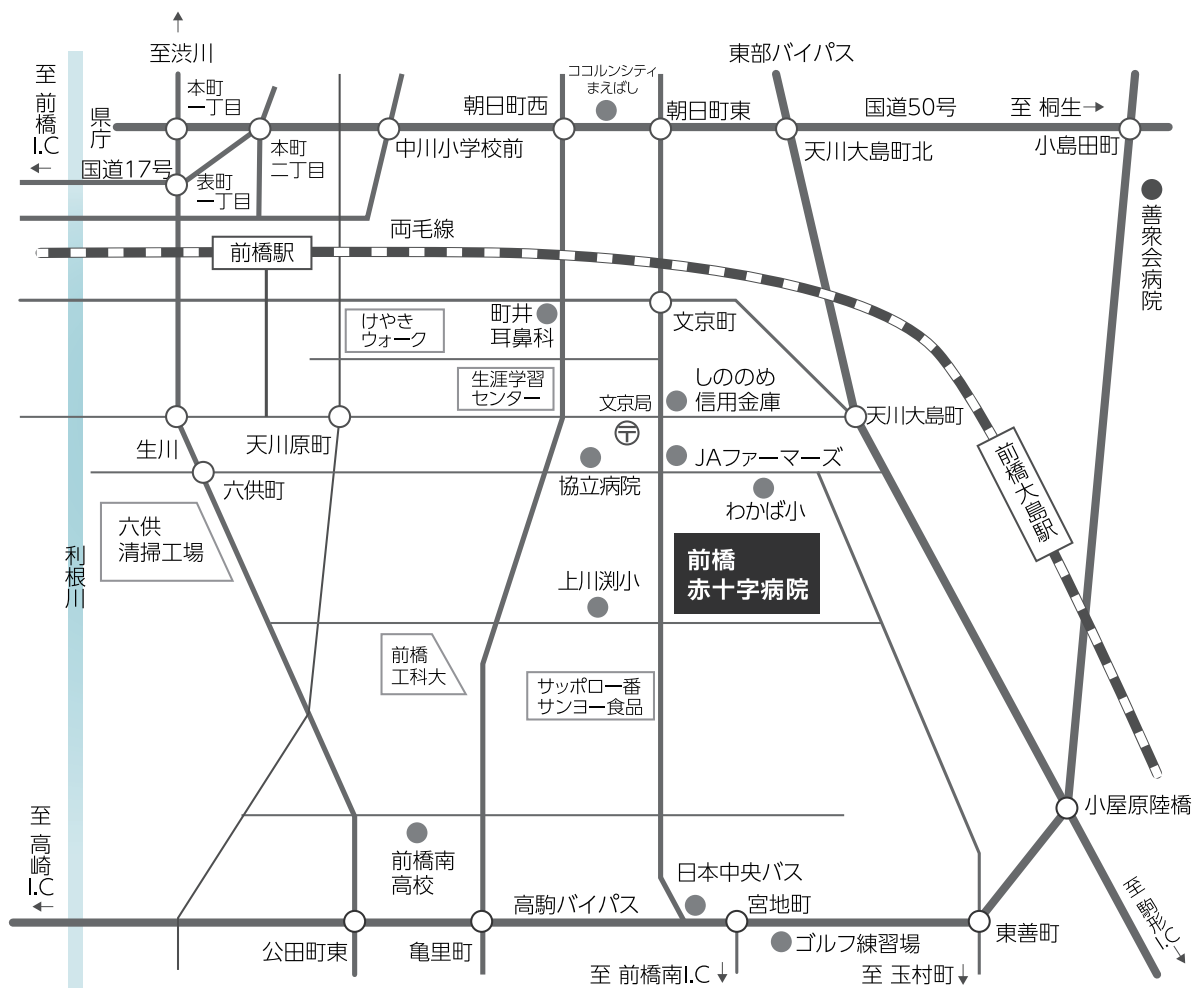 至渋川
東部バイパス
至 前橋I.C
県庁
本町
一丁目
朝日町西
ココルンシティ
まえばし
朝日町東
国道50号
至 桐生
国道17号
本町
二丁目
中川小学校前
天川大島町北
小島田町
表町
一丁目
善衆会病院
両毛線
前橋駅
けやき
ウォーク
町井
耳鼻科
文京町
生涯学習
センター
文京局
しののめ
信用金庫
生川
天川原町
天川大島町
六供町
協立病院
JAファーマーズ
わかば小
前橋大島駅
六供
清掃工場
利根川
上川渕小
前橋
赤十字病院
前橋
工科大
サッポロ一番
サンヨー食品
小屋原陸橋
至 高崎I.C
前橋南
高校
日本中央バス
高駒バイパス
宮地町
至 駒形I.C
公田町東
亀里町
ゴルフ練習場
東善町
至 前橋南I.C
至 玉村町